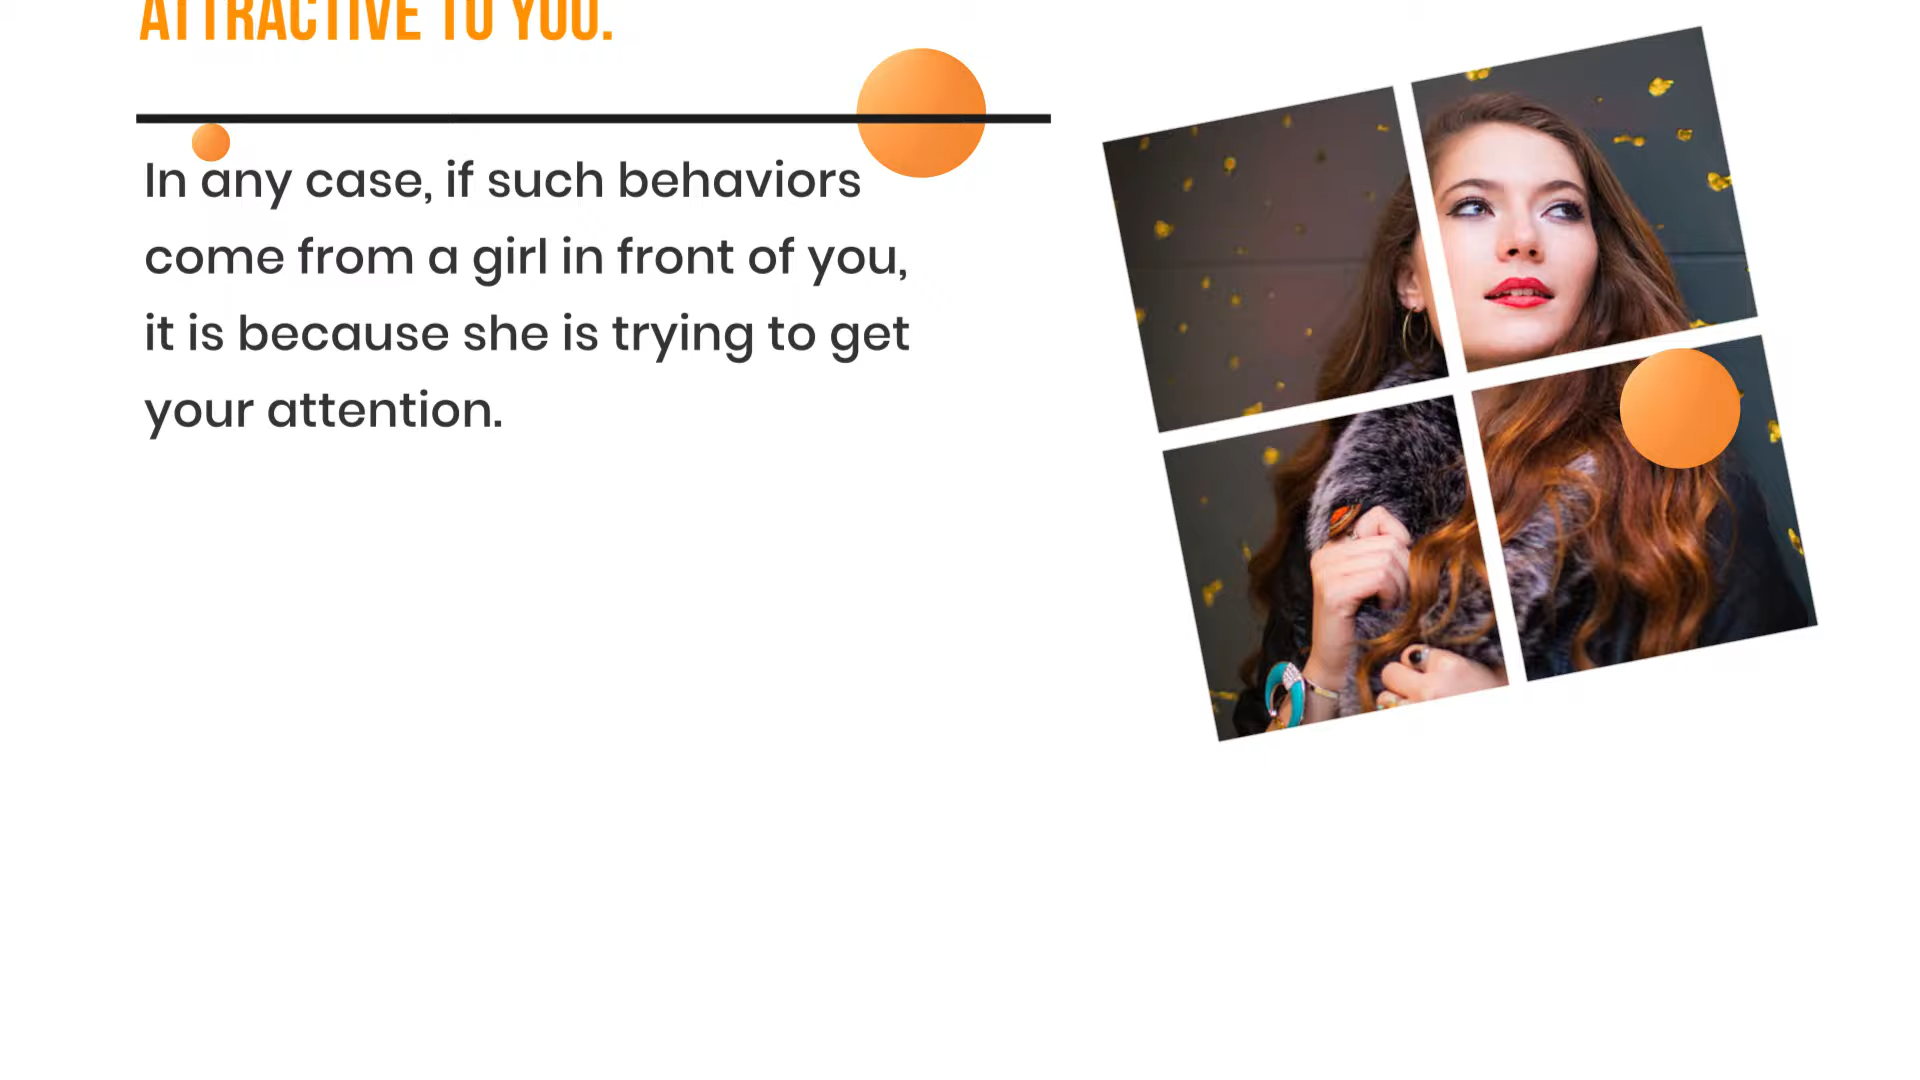 ATTRACTIVE TO YOU.
In any case, if such behaviors
come from a girl in front of you,
it is because she is trying to get
your attention.